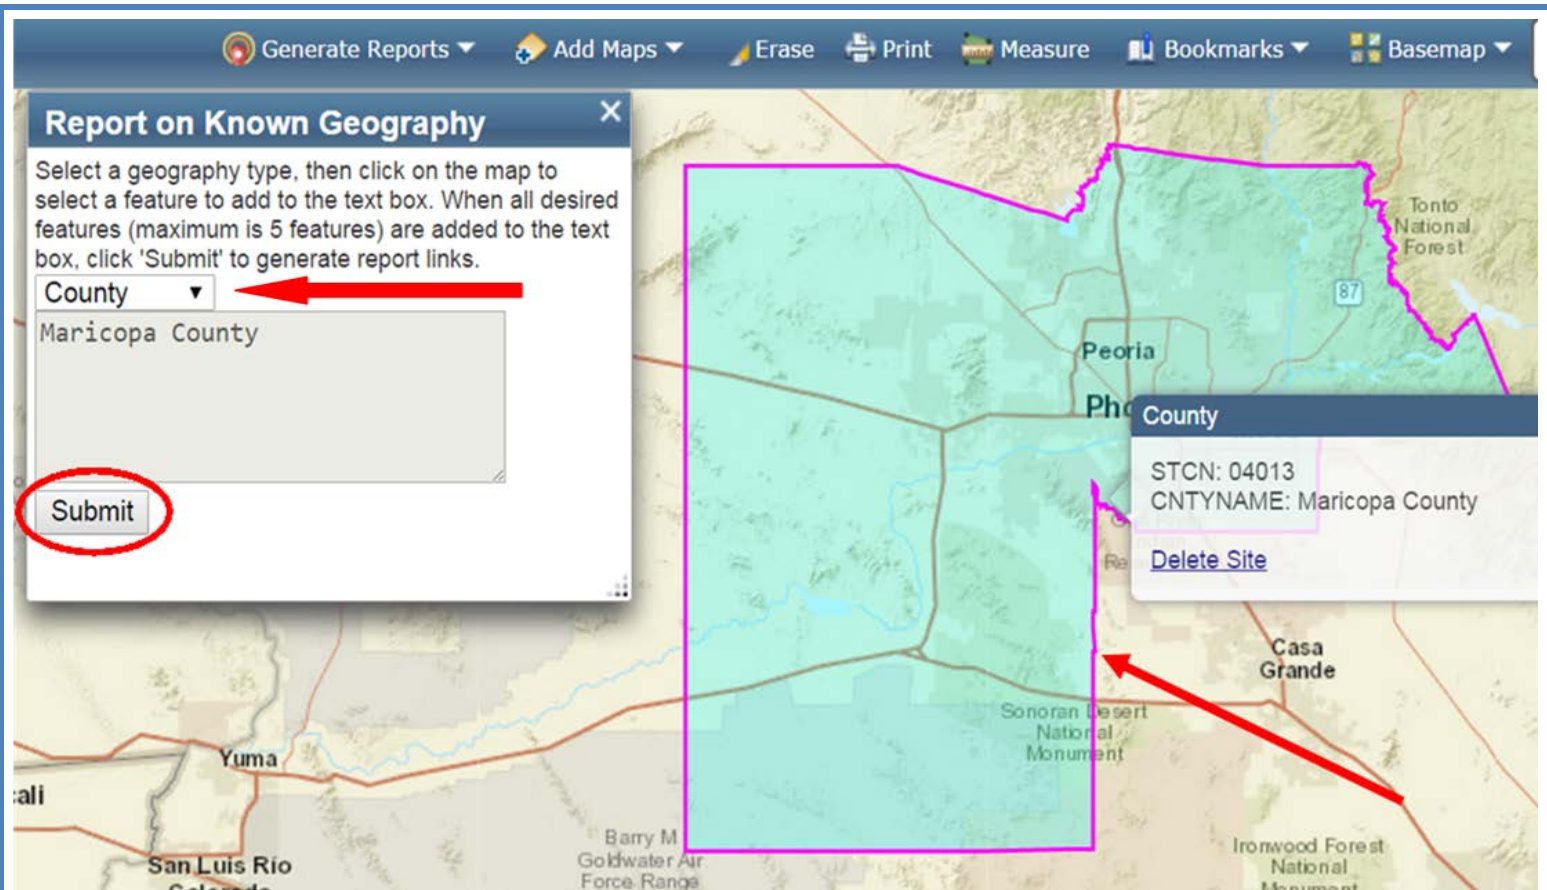 Generate Reports Add Maps Erase Print Measure Bookmarks Basemap
Report on Known Geography
Select a geography type, then click on the map to
select a feature to add to the text box. When all desired
features (maximum is 5 features) are added to the text
box, click 'Submit' to generate report links.
County
Maricopa County
Submit
Tonto
National
Forest
87
Peoria
County
STCN: 04013
CNTYNAME: Maricopa County
Delete Site
Casa
Grande
Sonoran Desert
National
Monument
Yuma
Barry M
Goldwater Air
Force Range
San Luis Río
Colorado
Ironwood Forest
National
Monument